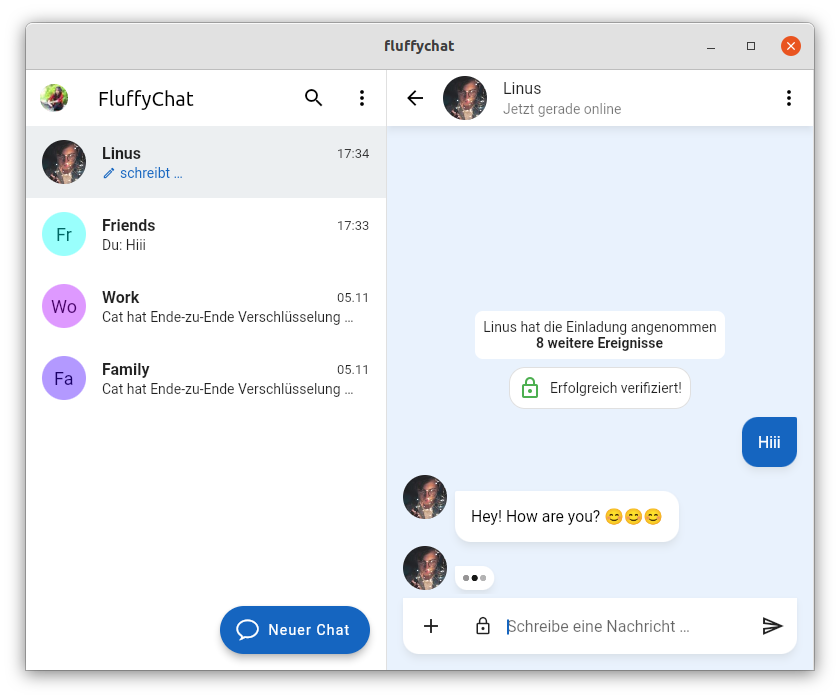 fluffychat
FluffyChat
Linus
17:34
schreibt …
Fr
Friends
17:33
Du: Hiii
Wo
Work
05.11
Cat hat Ende-zu-Ende Verschlüsselung …
Fa
Family
05.11
Cat hat Ende-zu-Ende Verschlüsselung …
Neuer Chat
Linus
Jetzt gerade online
Linus hat die Einladung angenommen
8 weitere Ereignisse
Erfolgreich verifiziert!
Hiii
Hey! How are you? 😊😊😊
Schreibe eine Nachricht …